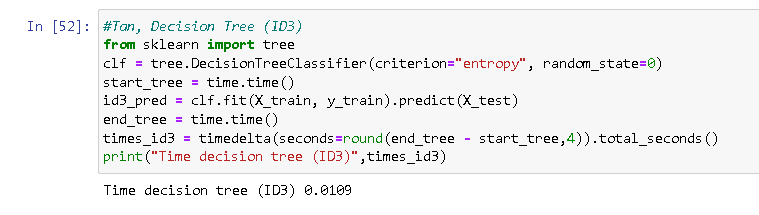 In [52]: #Tan, Decision Tree (ID3)
from sklearn import tree
clf = tree.DecisionTreeClassifier(criterion="entropy", random_state=0)
start_tree = time.time()
id3_pred = clf.fit(X_train, y_train).predict(X_test)
end_tree = time.time()
times_id3 = timedelta(seconds=round(end_tree - start_tree,4)).total_seconds()
print("Time decision tree (ID3)",times_id3)
Time decision tree (ID3) 0.0109